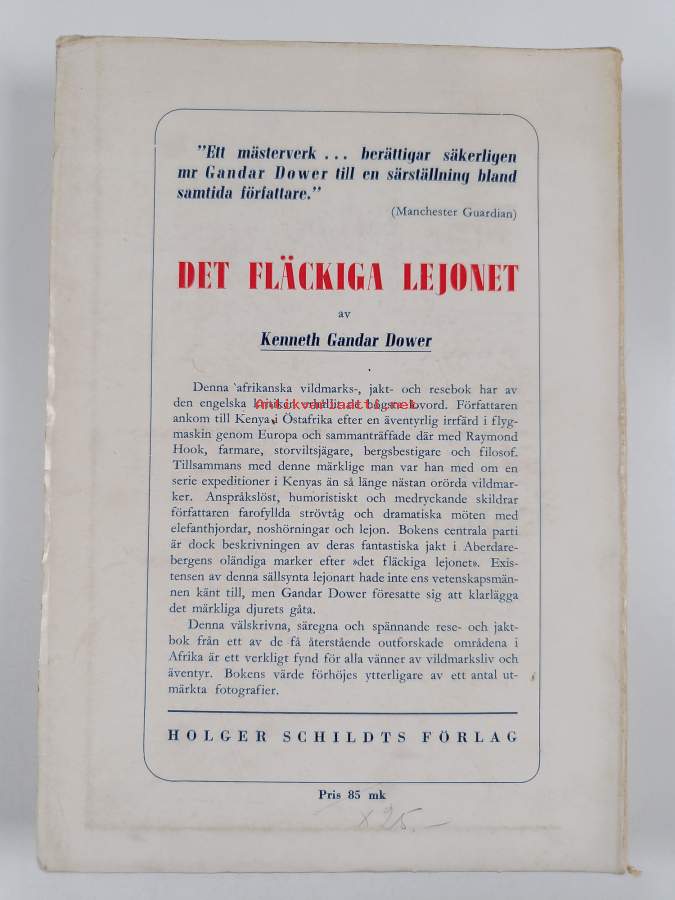 "Ett mästerverk ... berättigar säkerligen
mr Gandar Dower till en särställning bland
samtida författare."
(Manchester Guardian)
DET FLÄCKIGA LEJONET
av
Kenneth Gandar Dower
Denna afrikanska vildmarks-, jakt- och resebok har av
den engelska högsta lovord. Författaren
ankom till Kenya i Östafrika efter en äventyrlig irrfärd i flyg-
maskin genom Europa och sammanträffade där med Raymond
Hook, farmare, storviltsjägare, bergsbestigare och filosof.
Tillsammans med denne märklige man var han med om en
serie expeditioner i Kenyas än så länge nästan orörda vildmar-
ker. Anspråkslöst, humoristiskt och medryckande skildrar
författaren farofyllda strövtåg och dramatiska möten med
elefanthjordar, noshörningar och lejon. Bokens centrala parti
är dock beskrivningen av deras fantastiska jakt i Aberdare-
bergens oländiga marker efter »det fläckiga lejonet». Exis-
tensen av denna sällsynta lejonart hade inte ens vetenskapsmän-
nen känt till, men Gandar Dower föresatte sig att klarlägga
det märkliga djurets gåta.
Denna välskrivna, säregna och spännande rese- och jakt-
bok från ett av de få återstående outforskade områdena i
Afrika är ett verkligt fynd för alla vänner av vildmarksliv och
äventyr. Bokens värde förhöjes ytterligare av ett antal ut-
märkta fotografier.
HOLGER SCHILDTS FÖRLAG
Pris 85 mk
x 25.-